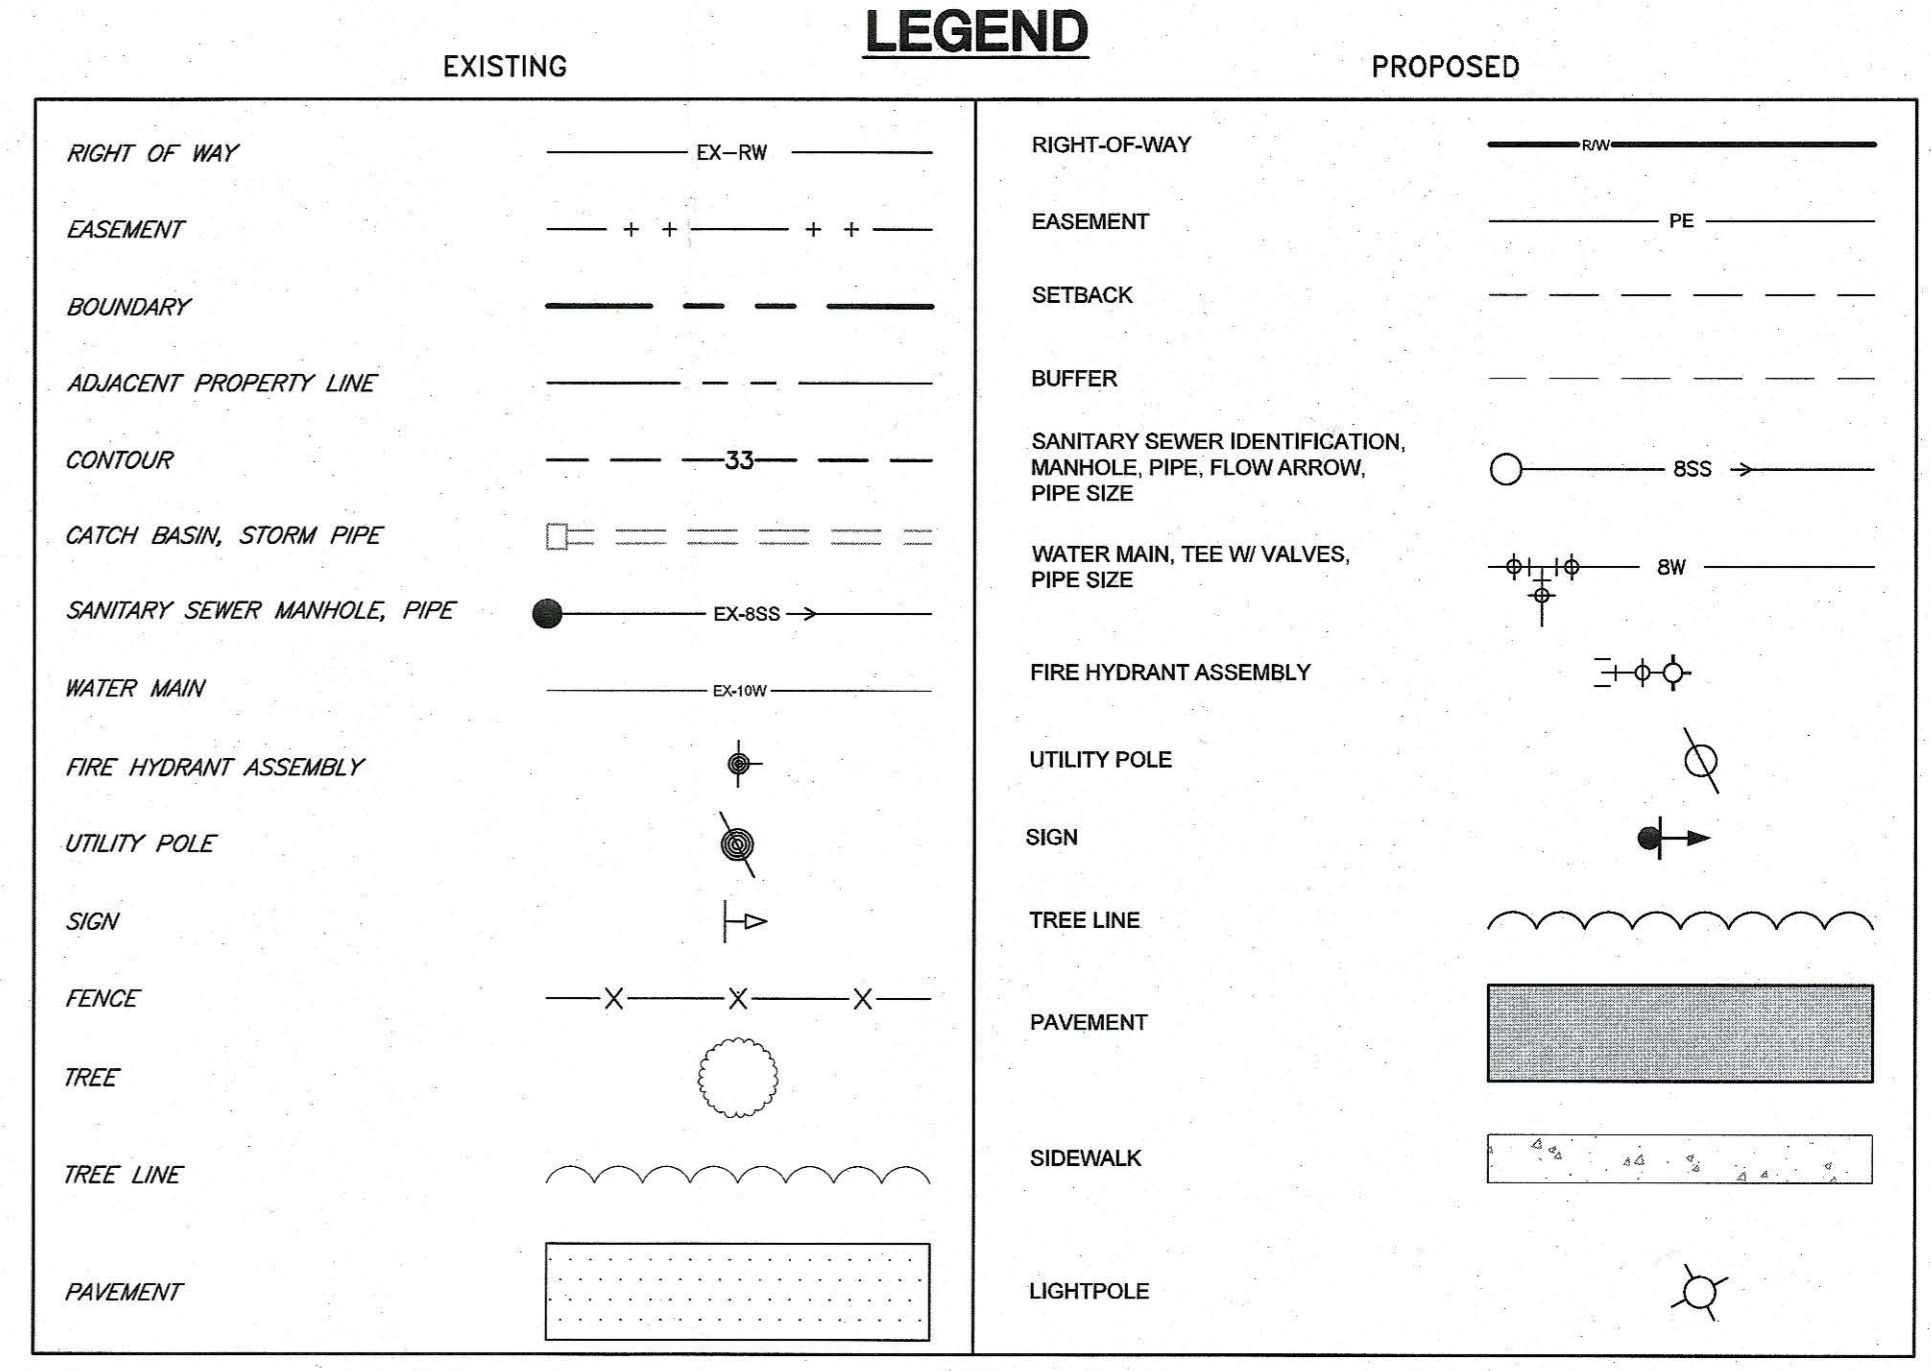 LEGEND
EXISTING
PROPOSED
RIGHT OF WAY
EX-RW
EASEMENT
BOUNDARY
ADJACENT PROPERTY LINE
CONTOUR
33
CATCH BASIN, STORM PIPE
SANITARY SEWER MANHOLE, PIPE
EX-8SS
WATER MAIN
EX-10W
FIRE HYDRANT ASSEMBLY
UTILITY POLE
SIGN
FENCE
TREE
TREE LINE
PAVEMENT
RIGHT-OF-WAY
R/W
EASEMENT
PE
SETBACK
BUFFER
SANITARY SEWER IDENTIFICATION,
MANHOLE, PIPE, FLOW ARROW,
PIPE SIZE
8SS
WATER MAIN, TEE W/ VALVES,
PIPE SIZE
8W
FIRE HYDRANT ASSEMBLY
UTILITY POLE
SIGN
TREE LINE
PAVEMENT
SIDEWALK
LIGHTPOLE